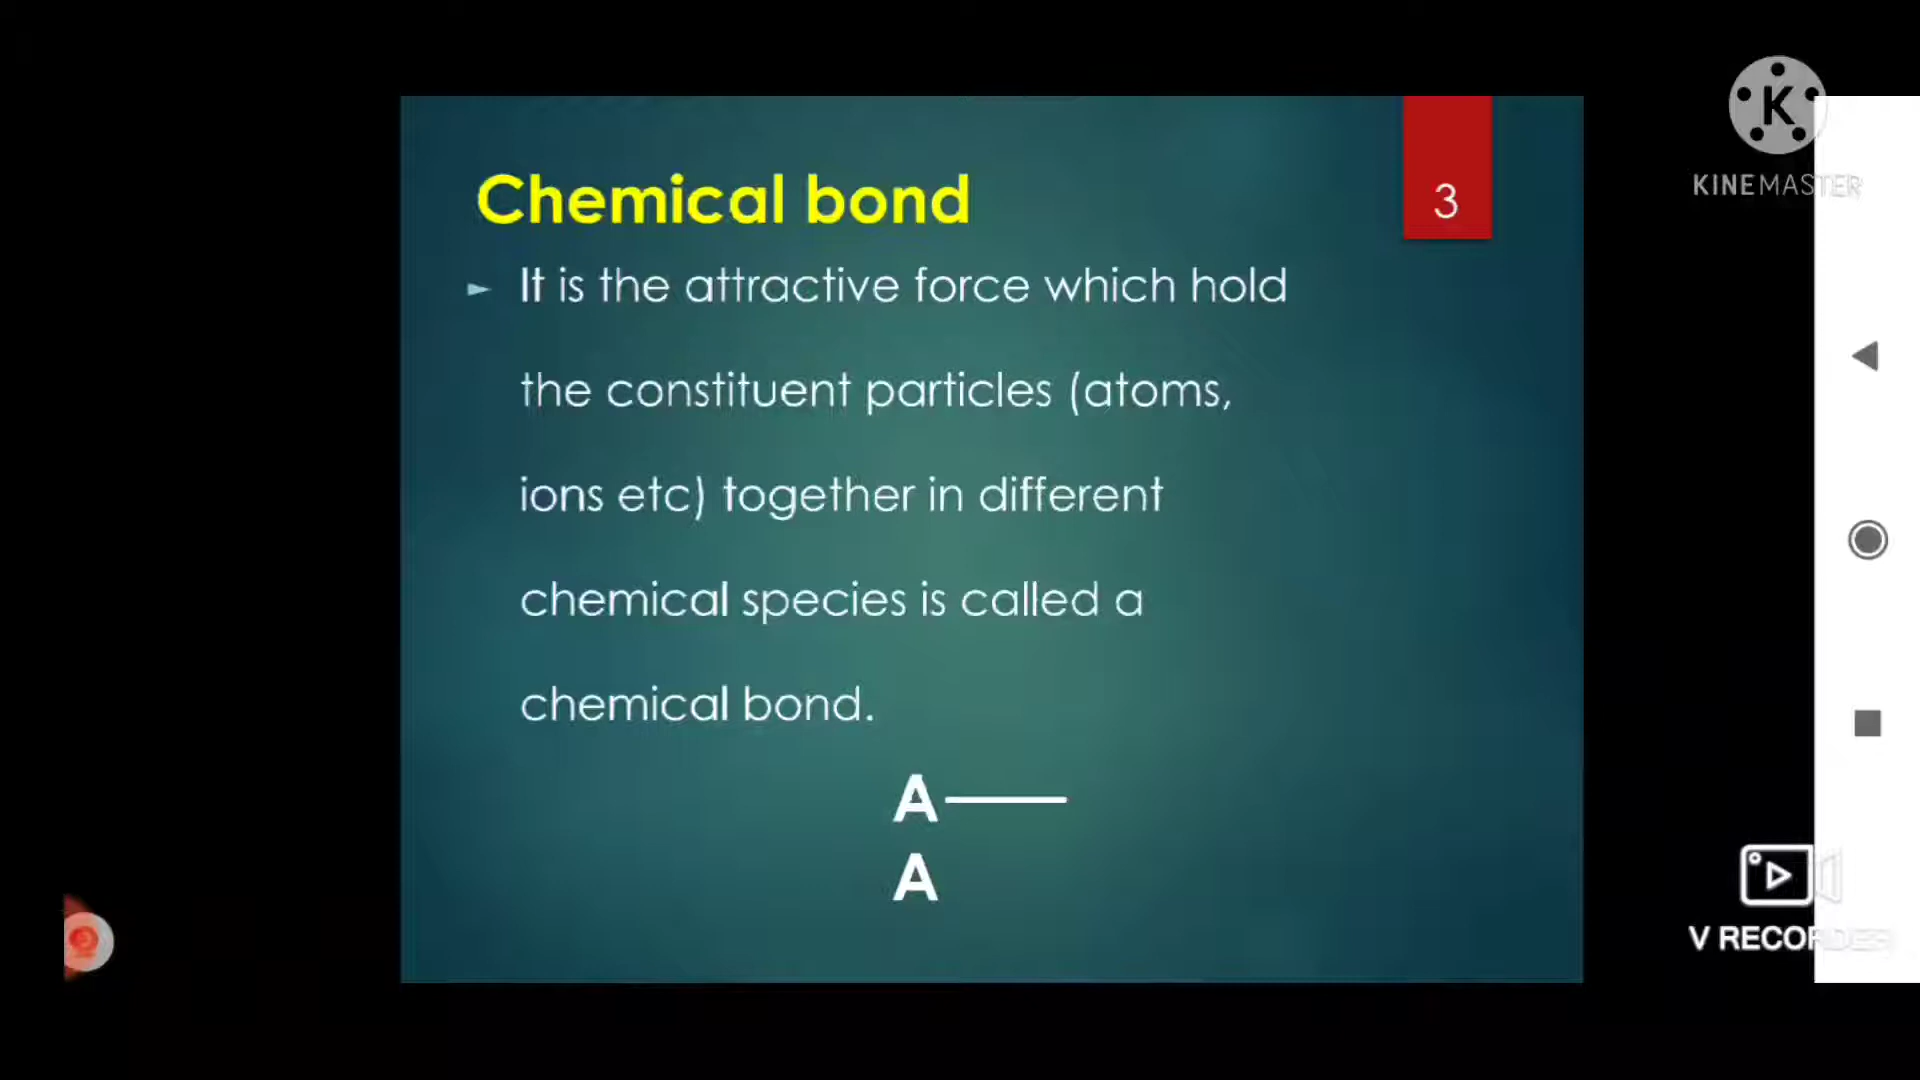 Chemical bond
3
► It is the attractive force which hold
the constituent particles (atoms,
ions etc) together in different
chemical species is called a
chemical bond.
A
A
K
KINEMASTER
V RECORDER